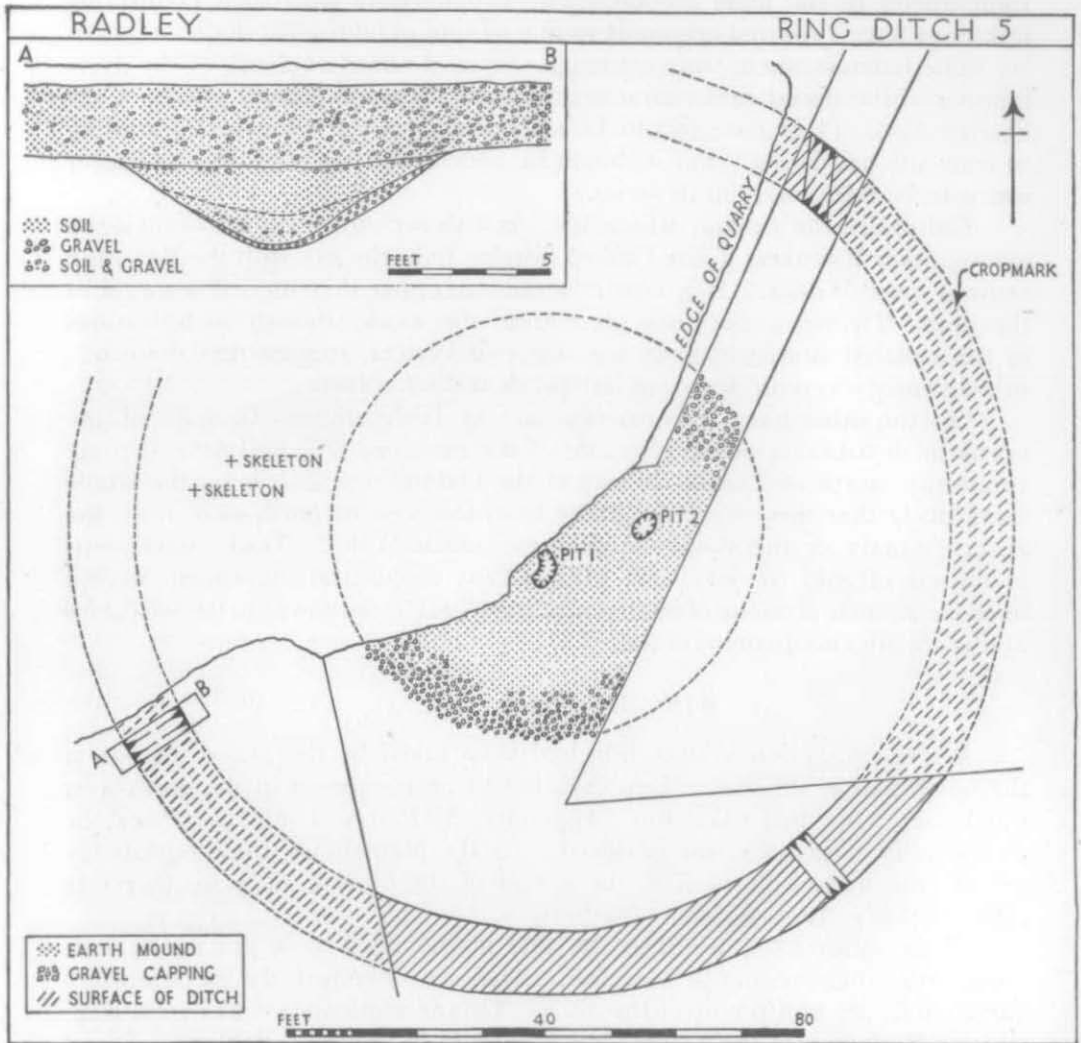 RADLEY
RING DITCH 5
A
B
SOIL
GRAVEL
SOIL & GRAVEL
FEET
5
CROPMARK
EDGE OF QUARRY
+ SKELETON
+ SKELETON
PIT 2
PIT 1
B
A
EARTH MOUND
GRAVEL CAPPING
SURFACE OF DITCH
FEET
40
80